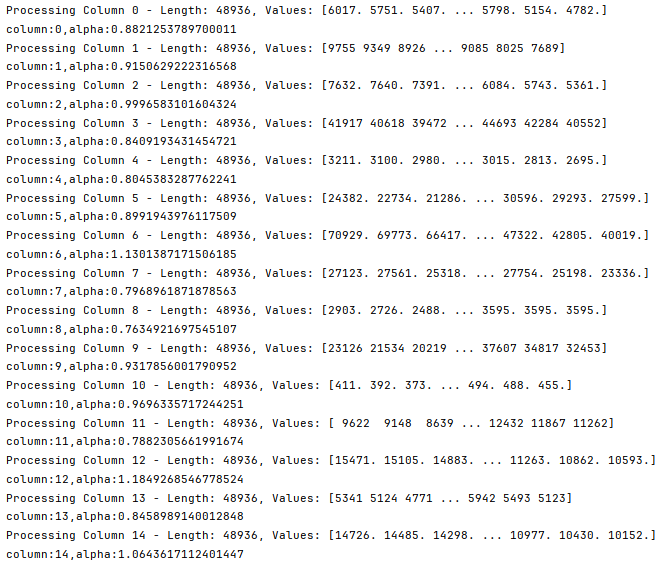 Processing Column 0 - Length: 48936, Values: [6017. 5751. 5407. ... 5798. 5154. 4782.]
column:0,alpha:0.8821253789700011
Processing Column 1 - Length: 48936, Values: [9755 9349 8926 ... 9085 8025 7689]
column:1,alpha:0.9150629222316568
Processing Column 2 - Length: 48936, Values: [7632. 7640. 7391. ... 6084. 5743. 5361.]
column:2,alpha:0.9996583101604324
Processing Column 3 - Length: 48936, Values: [41917 40618 39472 ... 44693 42284 40552]
column:3,alpha:0.8409193431454721
Processing Column 4 - Length: 48936, Values: [3211. 3100. 2980. ... 3015. 2813. 2695.]
column:4,alpha:0.8045383287762241
Processing Column 5 - Length: 48936, Values: [24382. 22734. 21286. ... 30596. 29293. 27599.]
column:5,alpha:0.8991943976117509
Processing Column 6 - Length: 48936, Values: [70929. 69773. 66417. ... 47322. 42805. 40019.]
column:6,alpha:1.1301387171506185
Processing Column 7 - Length: 48936, Values: [27123. 27561. 25318. ... 27754. 25198. 23336.]
column:7,alpha:0.7968961871878563
Processing Column 8 - Length: 48936, Values: [2903. 2726. 2488. ... 3595. 3595. 3595.]
column:8,alpha:0.7634921697545107
Processing Column 9 - Length: 48936, Values: [23126 21534 20219 ... 37607 34817 32453]
column:9,alpha:0.9317856001790952
Processing Column 10 - Length: 48936, Values: [411. 392. 373. ... 494. 488. 455.]
column:10,alpha:0.9696335717244251
Processing Column 11 - Length: 48936, Values: [ 9622  9148  8639 ... 12432 11867 11262]
column:11,alpha:0.7882305661991674
Processing Column 12 - Length: 48936, Values: [15471. 15105. 14883. ... 11263. 10862. 10593.]
column:12,alpha:1.1849268546778524
Processing Column 13 - Length: 48936, Values: [5341 5124 4771 ... 5942 5493 5123]
column:13,alpha:0.8458989140012848
Processing Column 14 - Length: 48936, Values: [14726. 14485. 14298. ... 10977. 10430. 10152.]
column:14,alpha:1.0643617112401447